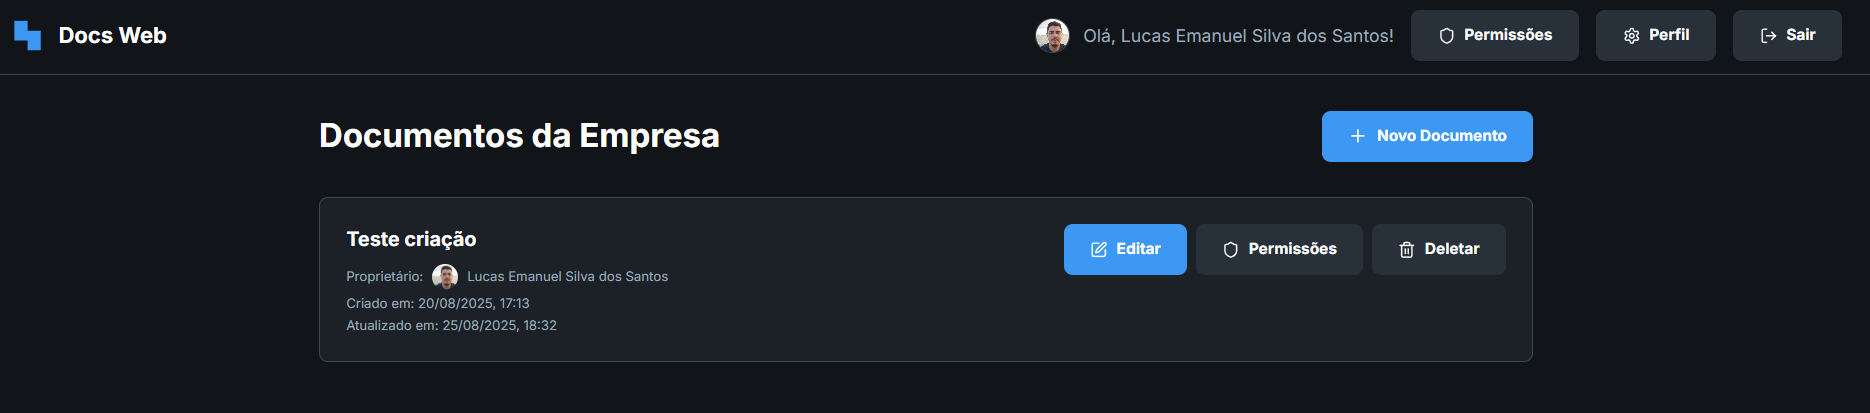 Docs Web
Olá, Lucas Emanuel Silva dos Santos!
Permissões
Perfil
Sair
Documentos da Empresa
Novo Documento
Teste criação
Editar
Permissões
Deletar
Proprietário: Lucas Emanuel Silva dos Santos
Criado em: 20/08/2025, 17:13
Atualizado em: 25/08/2025, 18:32